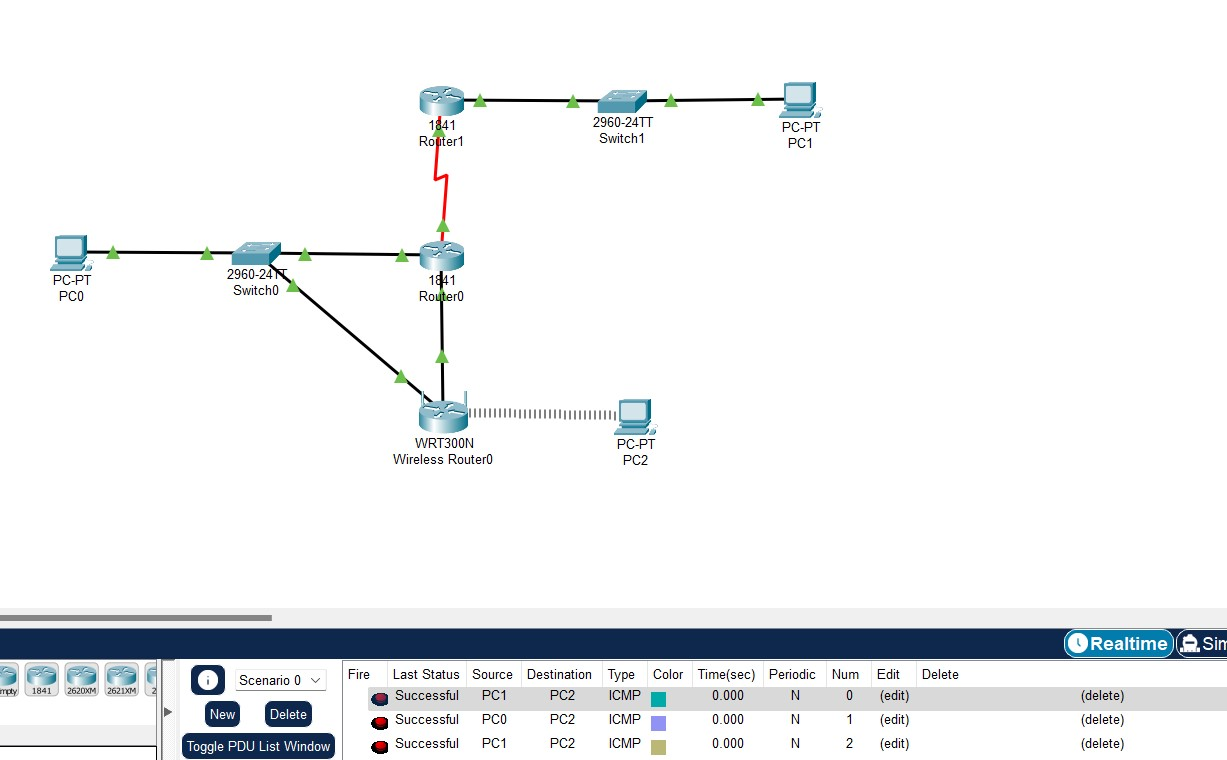 1841
Router1
2960-24TT
Switch1
PC-PT
PC1
PC-PT
PC0
2960-24TT
Switch0
1841
Router0
WRT300N
Wireless Router0
PC-PT
PC2
Realtime
1841
2620XM
2621XM
Scenario 0
New
Delete
Toggle PDU List Window
Fire Last Status Source Destination Type Color Time(sec) Periodic Num Edit Delete
Successful PC1 PC2 ICMP 0.000 N 0 (edit) (delete)
Successful PC0 PC2 ICMP 0.000 N 1 (edit) (delete)
Successful PC1 PC2 ICMP 0.000 N 2 (edit) (delete)